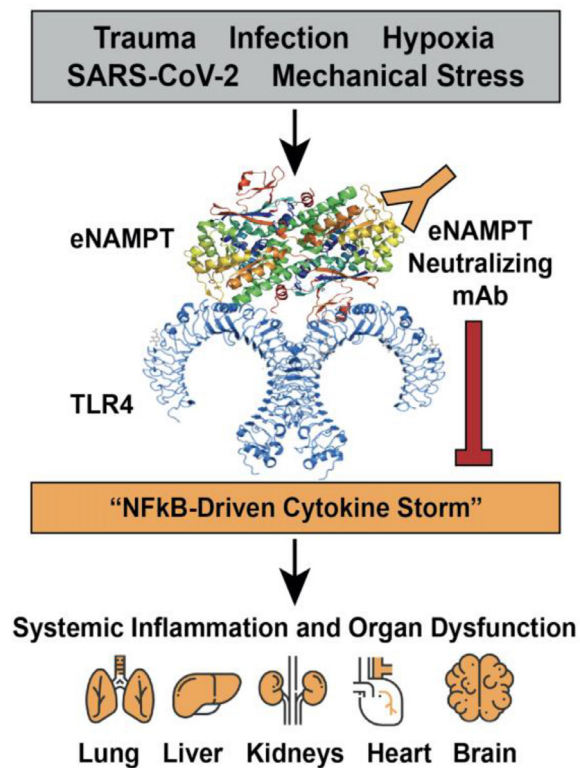 Trauma Infection Hypoxia
SARS-CoV-2 Mechanical Stress
eNAMPT
eNAMPT
Neutralizing
mAb
TLR4
“NFkB-Driven Cytokine Storm”
Systemic Inflammation and Organ Dysfunction
Lung Liver Kidneys Heart Brain